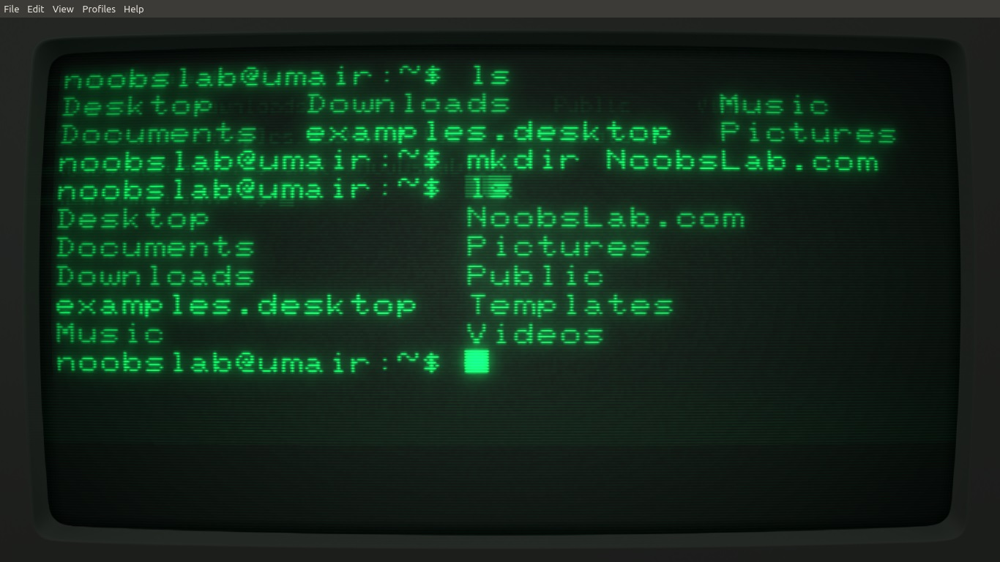 File Edit View Profiles Help
noobslab@umair:~$ ls
Desktop Downloads Music
Documents examples.desktop Pictures
noobslab@umair:~$ mkdir NoobsLab.com
noobslab@umair:~$ ls
Desktop NoobsLab.com
Documents Pictures
Downloads Public
examples.desktop Templates
Music Videos
noobslab@umair:~$